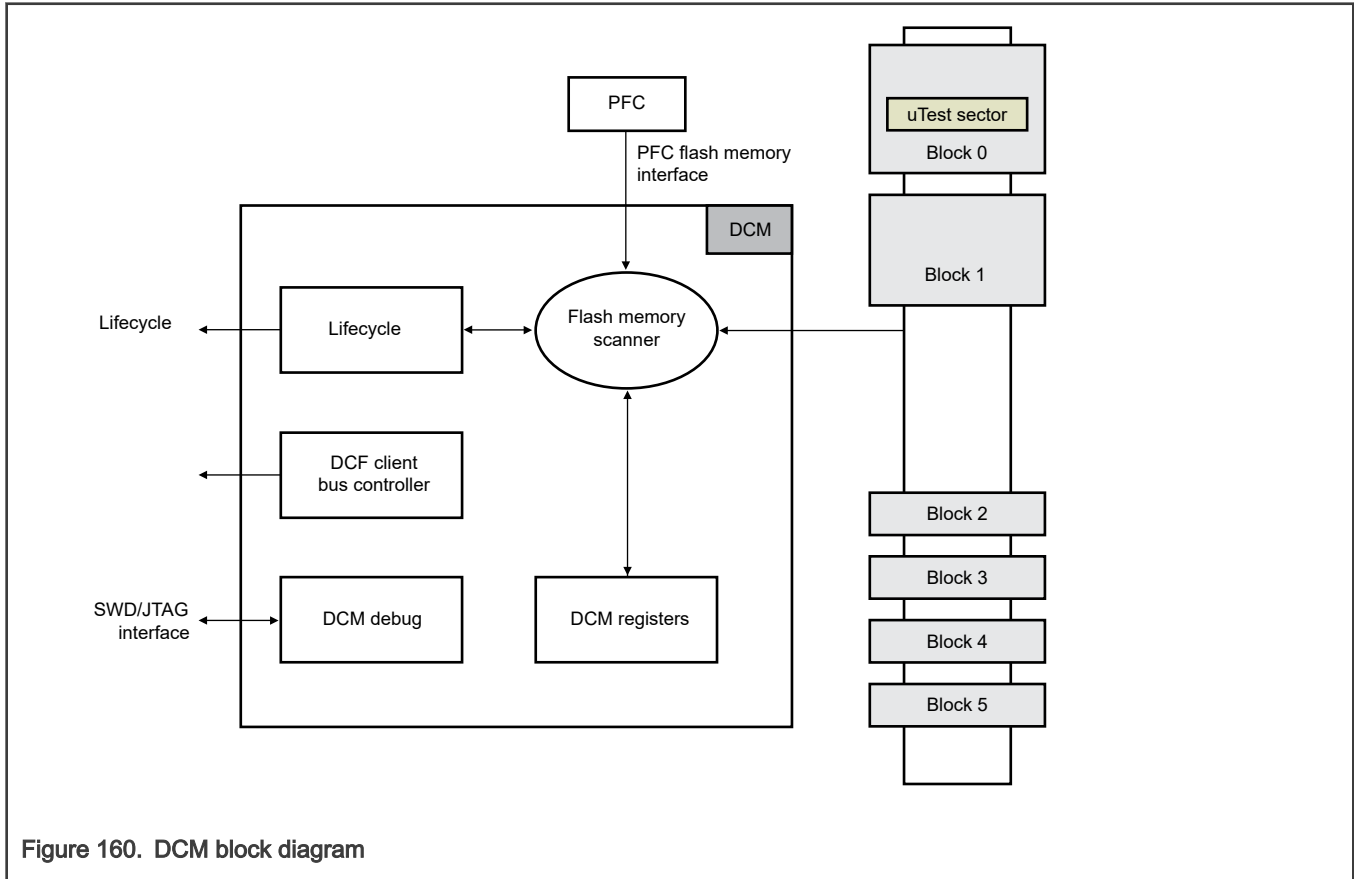 PFC
PFC flash memory
interface
DCM
Lifecycle
Lifecycle
Flash memory
scanner
DCF client
bus controller
SWD/JTAG
interface
DCM debug
DCM registers
uTest sector
Block 0
Block 1
Block 2
Block 3
Block 4
Block 5
Figure 160. DCM block diagram